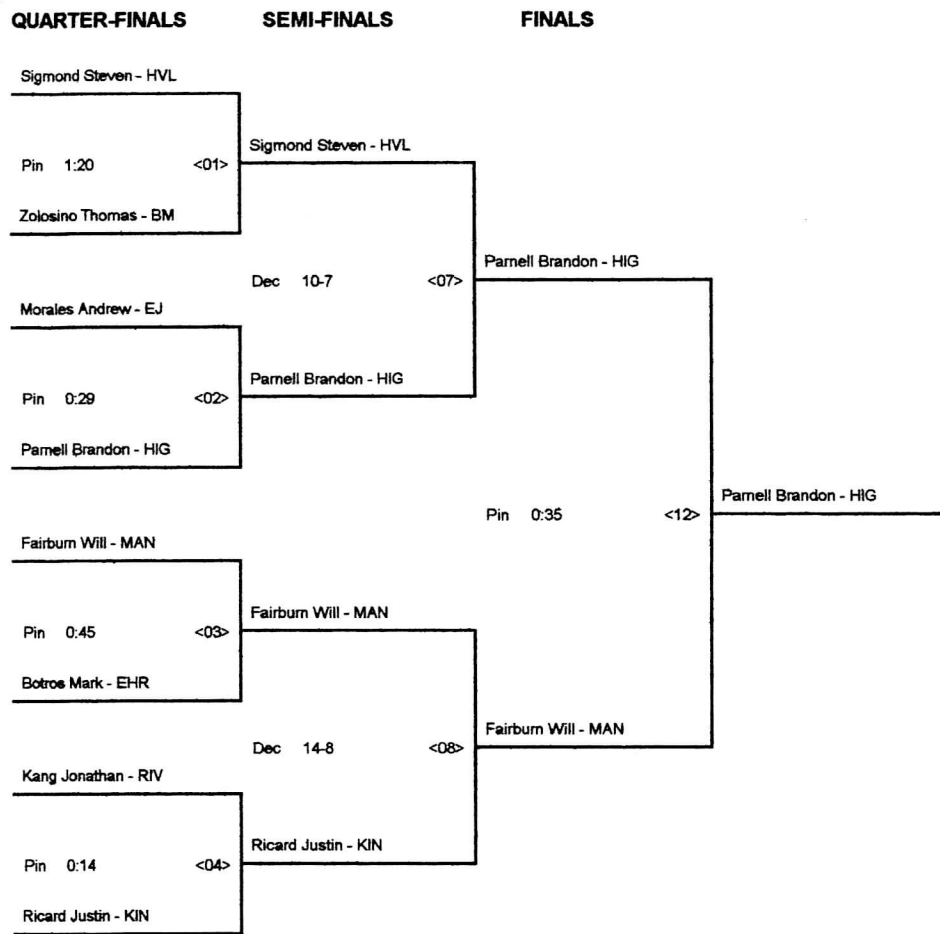 QUARTER-FINALS SEMI-FINALS FINALS
Sigmond Steven - HVL
Sigmond Steven - HVL
Pin 1:20 <01>
Zolosino Thomas - BM
Parnell Brandon - HIG
Dec 10-7 <07>
Morales Andrew - EJ
Parnell Brandon - HIG
Pin 0:29 <02>
Parnell Brandon - HIG
Parnell Brandon - HIG
Pin 0:35 <12>
Fairburn Will - MAN
Fairburn Will - MAN
Pin 0:45 <03>
Botros Mark - EHR
Fairburn Will - MAN
Dec 14-8 <08>
Kang Jonathan - RIV
Ricard Justin - KIN
Pin 0:14 <04>
Ricard Justin - KIN